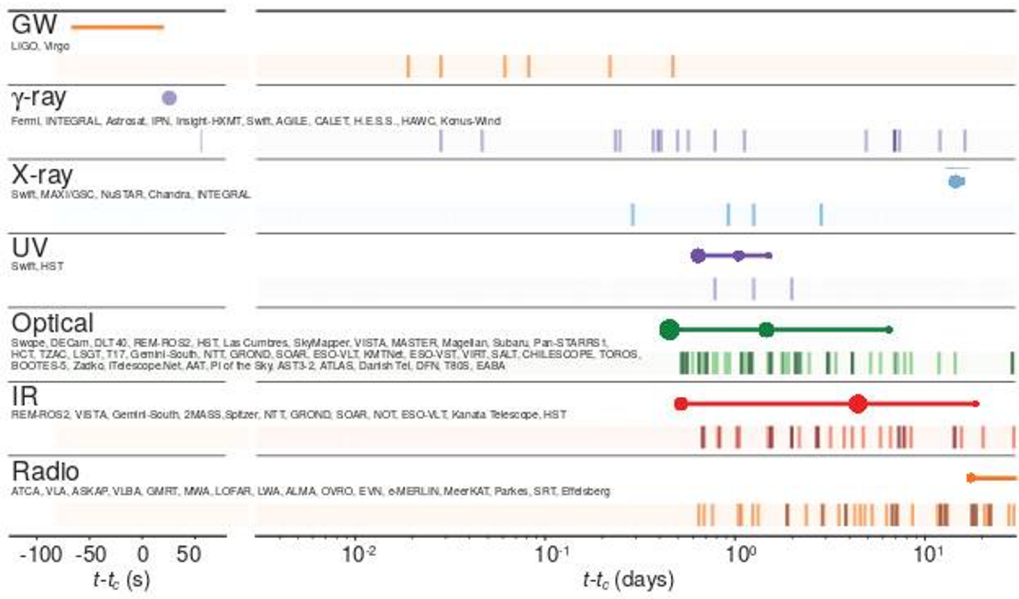 GW
LIGO, Virgo
γ-ray
Fermi, INTEGRAL, Astrosat, IPN, Insight-HXMT, Swift, AGILE, CALET, H.E.S.S., HAWC, Konus-Wind
X-ray
Swift, MAXI/GSC, NuSTAR, Chandra, INTEGRAL
UV
Swift, HST
Optical
Swope, DECam, DLT40, REM-ROS2, HST, Las Cumbres, SkyMapper, VISTA, MASTER, Magellan, Subaru, Pan-STARRS1,
HCT, TZAC, LSGT, T17, Gemini-South, NTT, GROND, SOAR, ESO-VLT, KMTNet, ESO-VST, VIRT, SALT, CHILESCOPE, TOROS,
BOOTES-5, Zadko, iTelescope.Net, AAT, Pi of the Sky, AST3-2, ATLAS, Danish Tel, DFN, T80S, EABA
IR
REM-ROS2, VISTA, Gemini-South, 2MASS,Spitzer, NTT, GROND, SOAR, NOT, ESO-VLT, Kanata Telescope, HST
Radio
ATCA, VLA, ASKAP, VLBA, GMRT, MWA, LOFAR, LWA, ALMA, OVRO, EVN, e-MERLIN, MeerKAT, Parkes, SRT, Effelsberg
-100 -50 0 50 10⁻² 10⁻¹ 10⁰ 10¹
t-t_c (s) t-t_c (days)